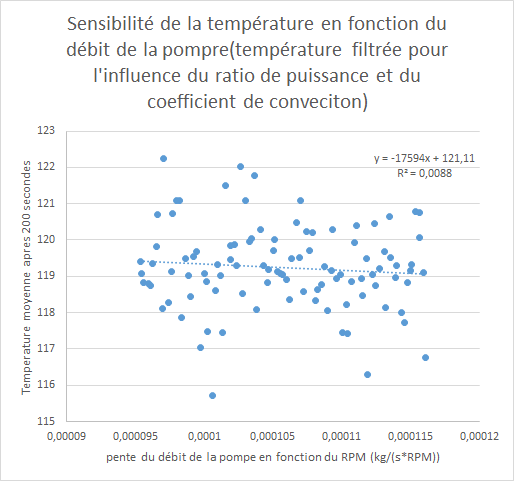 Sensibilité de la température en fonction du
débit de la pompre(température filtrée pour
l'influence du ratio de puissance et du
coefficient de conveciton)
123
122
121
120
119
118
117
116
115
y = -17594x + 121,11
R² = 0,0088
Temperature moyenne apres 200 secondes
0,00009
0,000095
0,0001
0,000105
0,00011
0,000115
0,00012
pente du débit de la pompe en fonction du RPM (kg/(s*RPM))